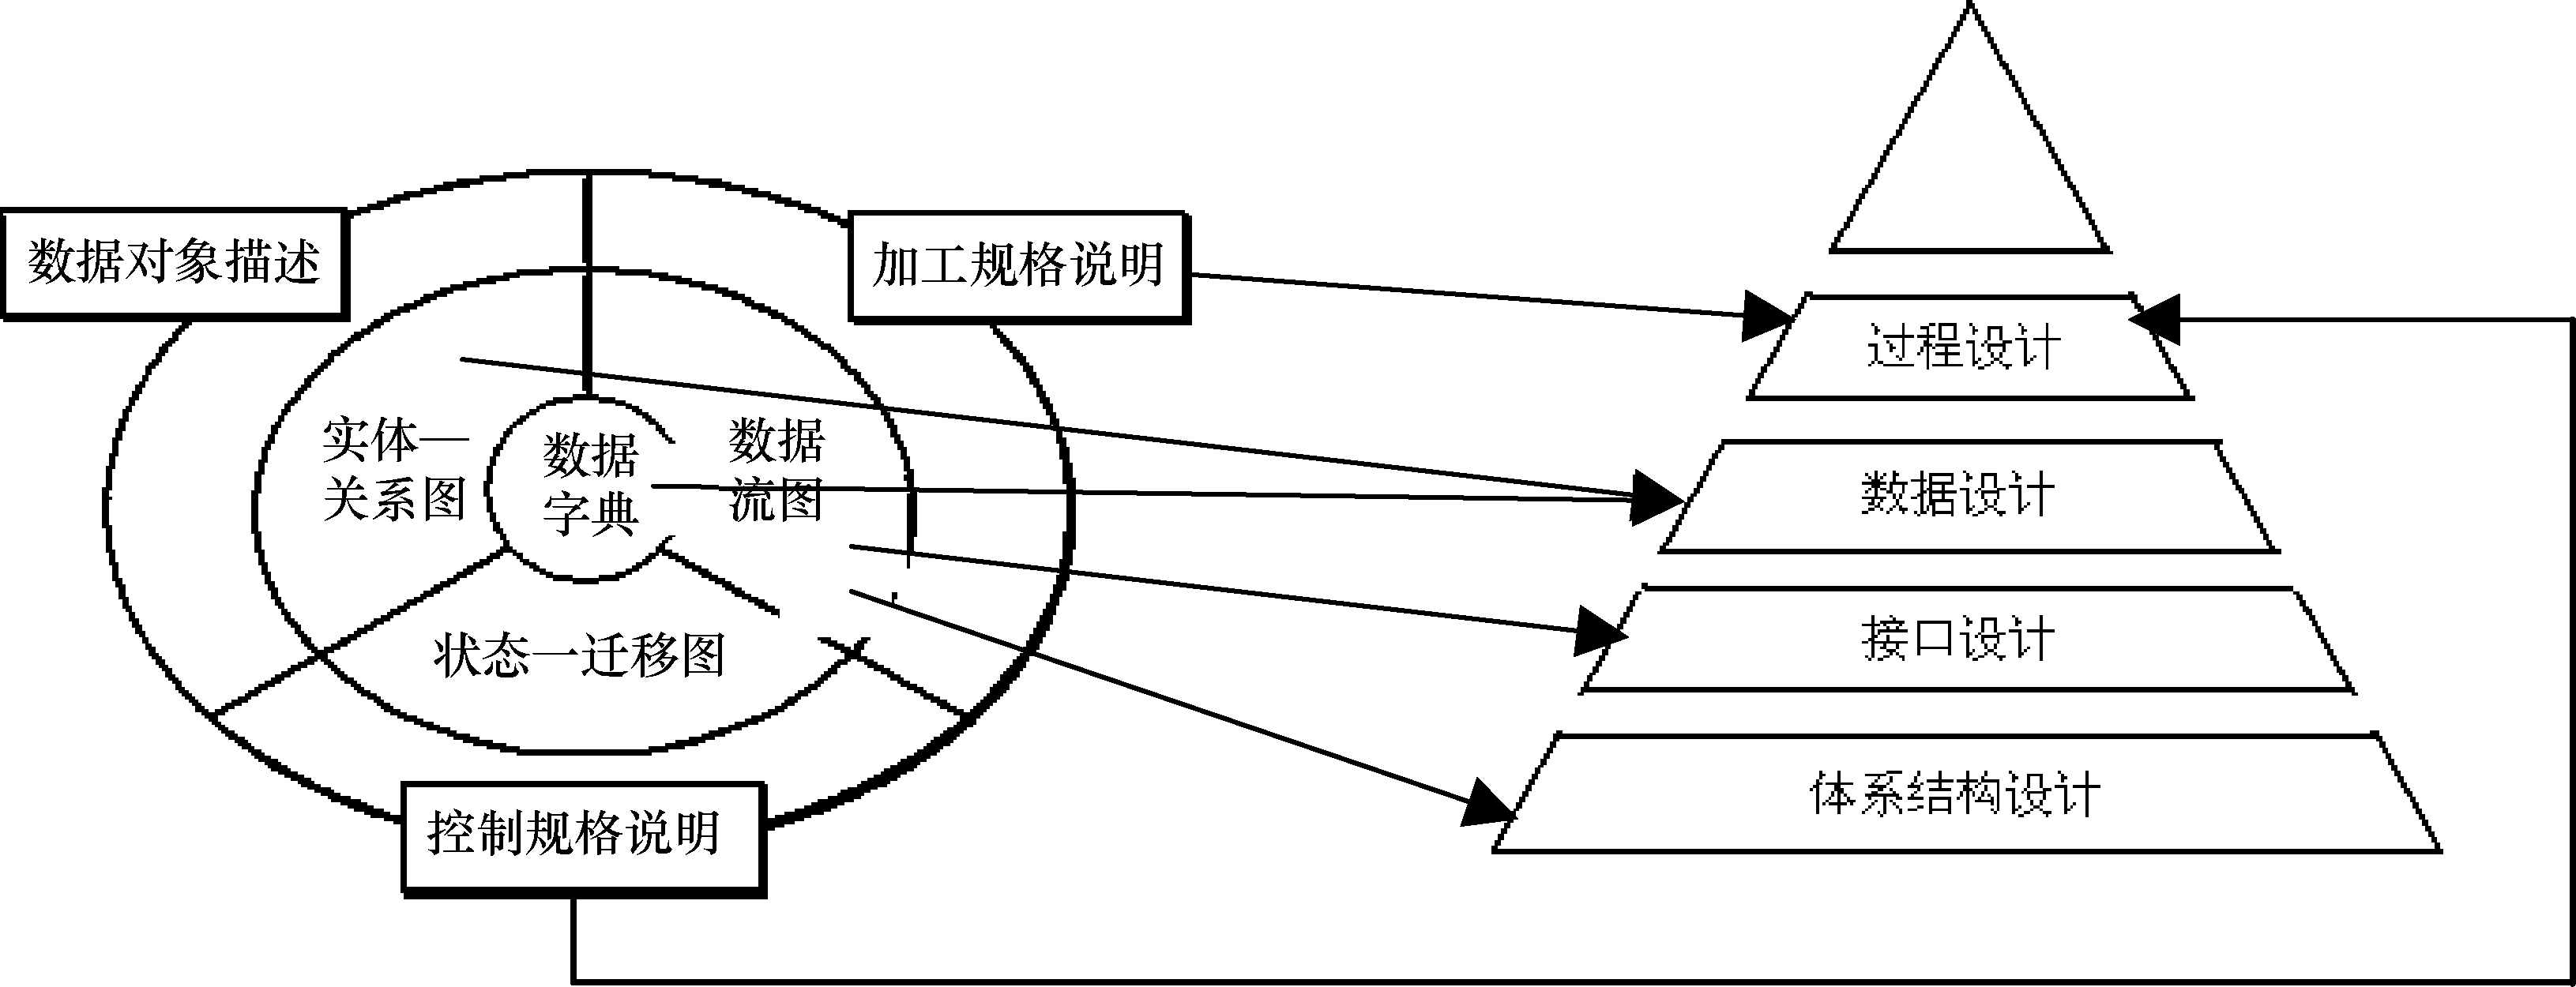 数据对象描述
加工规格说明
实体—
关系图
数据
字典
数据
流图
状态一迁移图
控制规格说明
过程设计
数据设计
接口设计
体系结构设计